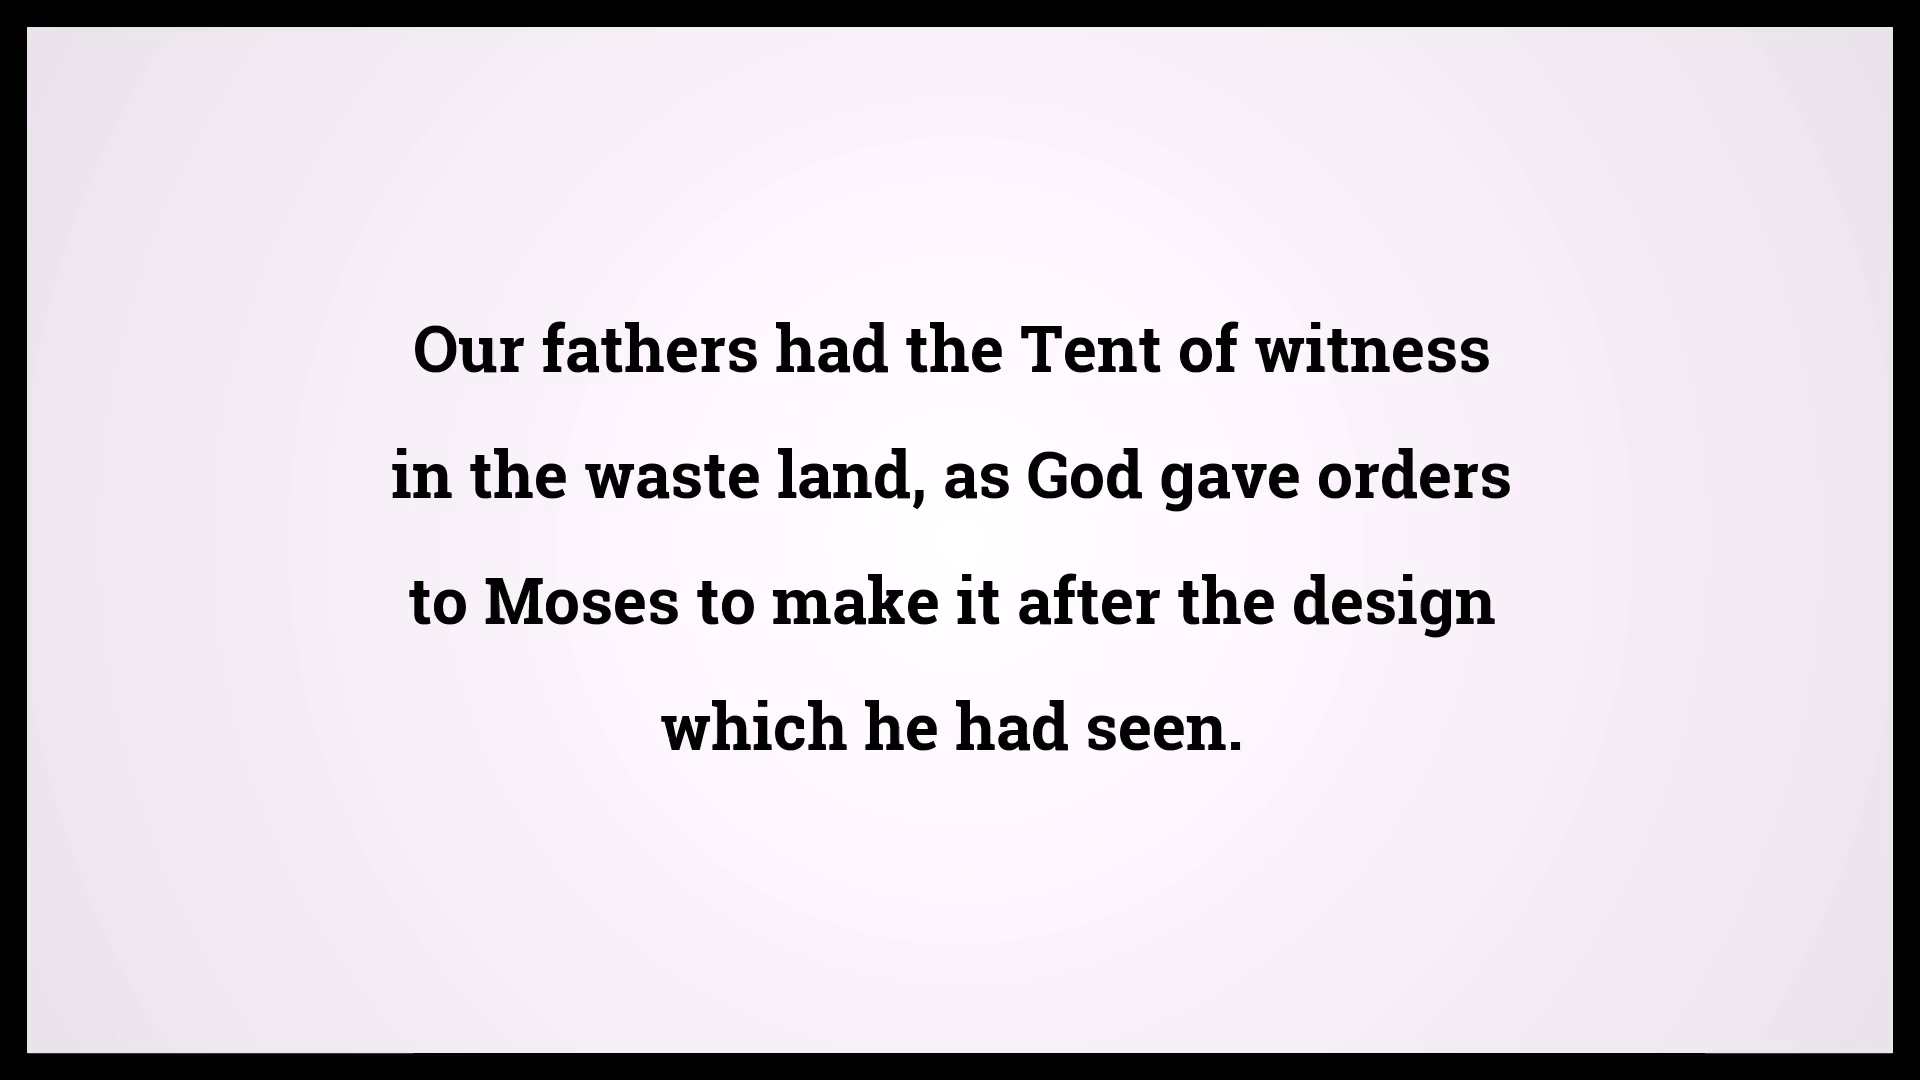 Our fathers had the Tent of witness
in the waste land, as God gave orders
to Moses to make it after the design
which he had seen.